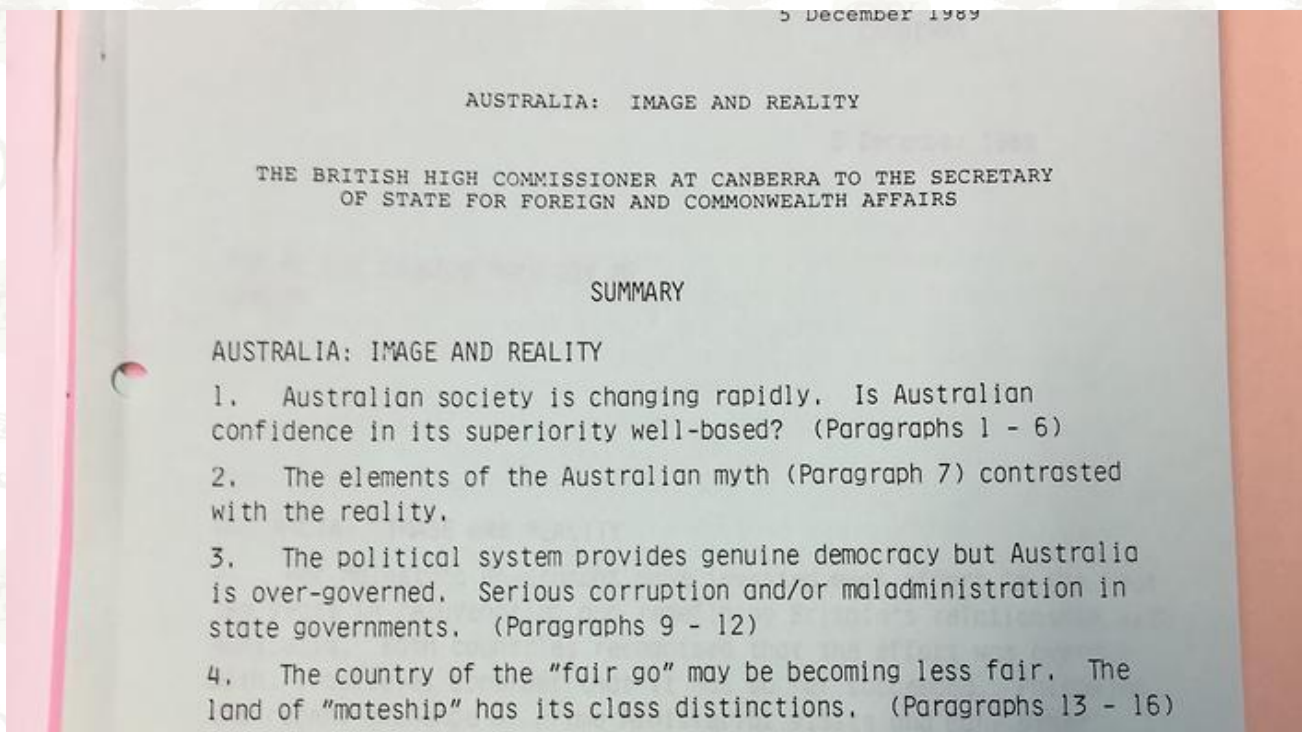 5 December 1989
AUSTRALIA: IMAGE AND REALITY
THE BRITISH HIGH COMMISSIONER AT CANBERRA TO THE SECRETARY
OF STATE FOR FOREIGN AND COMMONWEALTH AFFAIRS
SUMMARY
AUSTRALIA: IMAGE AND REALITY
1. Australian society is changing rapidly. Is Australian
confidence in its superiority well-based? (Paragraphs 1 - 6)
2. The elements of the Australian myth (Paragraph 7) contrasted
with the reality.
3. The political system provides genuine democracy but Australia
is over-governed. Serious corruption and/or maladministration in
state governments. (Paragraphs 9 - 12)
4. The country of the "fair go" may be becoming less fair. The
land of "mateship" has its class distinctions. (Paragraphs 13 - 16)